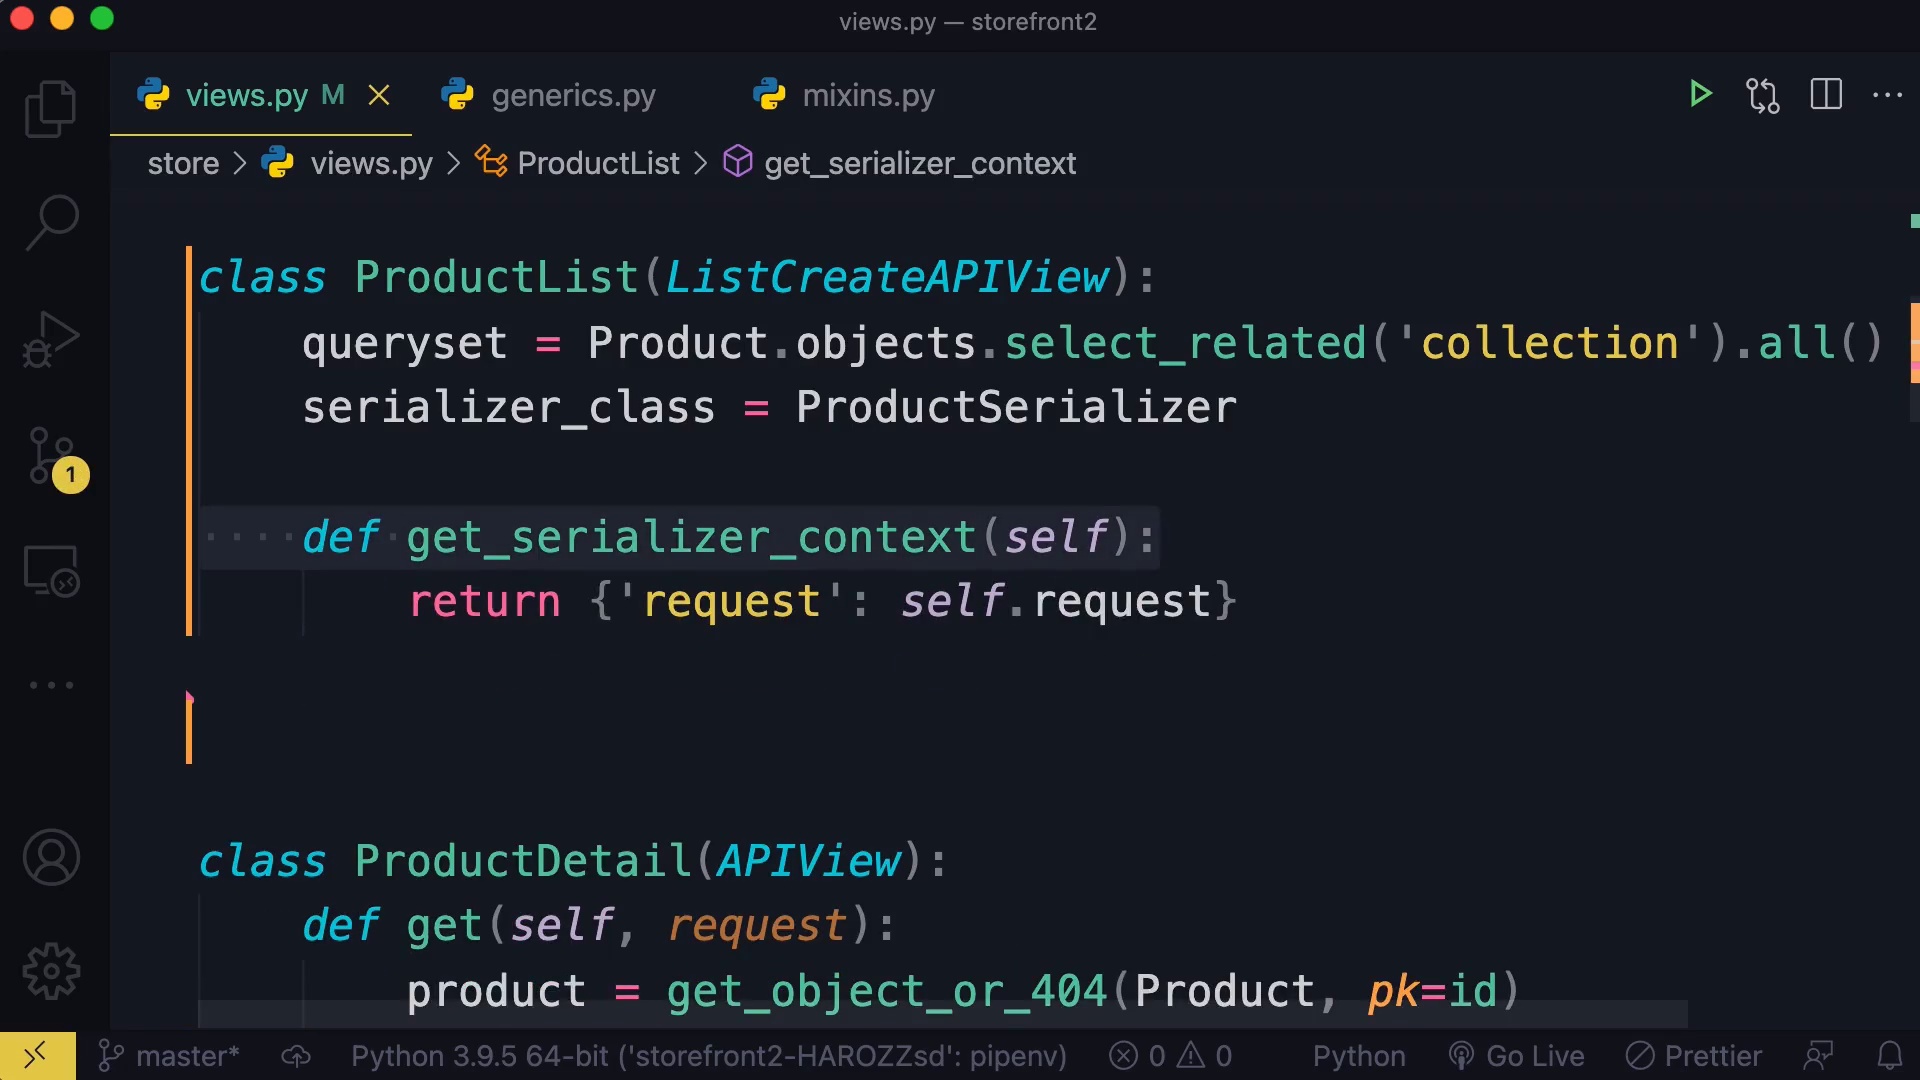 views.py — storefront2
views.py M
generics.py
mixins.py
store > views.py > ProductList > get_serializer_context
class ProductList(ListCreateAPIView):
    queryset = Product.objects.select_related('collection').all()
    serializer_class = ProductSerializer
    def get_serializer_context(self):
        return {'request': self.request}
class ProductDetail(APIView):
    def get(self, request):
        product = get_object_or_404(Product, pk=id)
1
master* Python 3.9.5 64-bit ('storefront2-HAROZZsd': pipenv) 0 0 Python Go Live Prettier